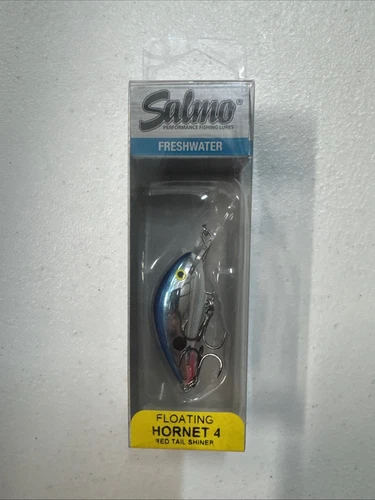 Salmo®
PERFORMANCE FISHING LURES
FRESHWATER
FLOATING
HORNET 4
RED TAIL SHINER